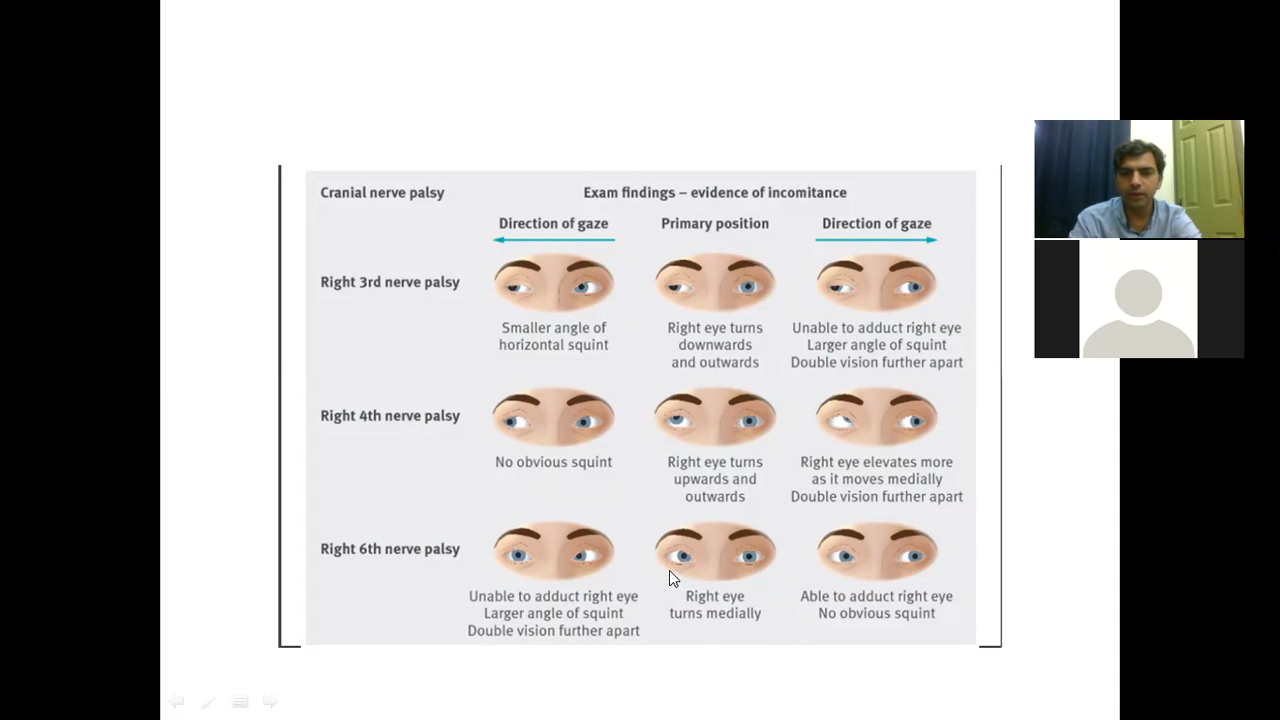 Cranial nerve palsy
Exam findings – evidence of incomitance
Direction of gaze
Primary position
Direction of gaze
Right 3rd nerve palsy
Smaller angle of
horizontal squint
Right eye turns
downwards
and outwards
Unable to adduct right eye
Larger angle of squint
Double vision further apart
Right 4th nerve palsy
No obvious squint
Right eye turns
upwards and
outwards
Right eye elevates more
as it moves medially
Double vision further apart
Right 6th nerve palsy
Unable to adduct right eye
Larger angle of squint
Double vision further apart
Right eye
turns medially
Able to adduct right eye
No obvious squint